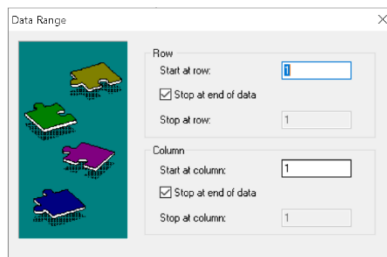 Data Range
Row
Start at row: 1
Stop at end of data
Stop at row: 1
Column
Start at column: 1
Stop at end of data
Stop at column: 1